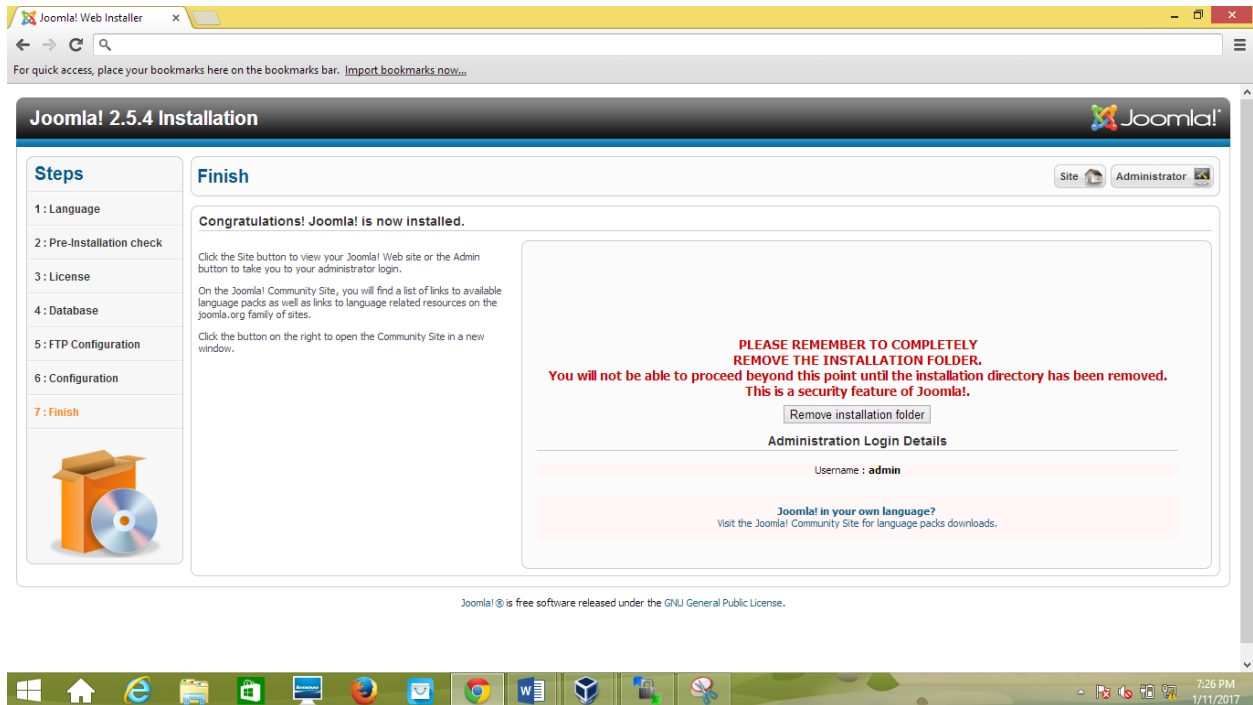 Joomla! Web Installer
For quick access, place your bookmarks here on the bookmarks bar. Import bookmarks now...
Joomla! 2.5.4 Installation
Joomla!
Steps
1 : Language
2 : Pre-Installation check
3 : License
4 : Database
5 : FTP Configuration
6 : Configuration
7 : Finish
Finish
Site
Administrator
Congratulations! Joomla! is now installed.
Click the Site button to view your Joomla! Web site or the Admin
button to take you to your administrator login.
On the Joomla! Community Site, you will find a list of links to available
language packs as well as links to language related resources on the
joomla.org family of sites.
Click the button on the right to open the Community Site in a new
window.
PLEASE REMEMBER TO COMPLETELY
REMOVE THE INSTALLATION FOLDER.
You will not be able to proceed beyond this point until the installation directory has been removed.
This is a security feature of Joomla!.
Remove installation folder
Administration Login Details
Username : admin
Joomla! in your own language?
Visit the Joomla! Community Site for language packs downloads.
Joomla! ® is free software released under the GNU General Public License.
lenovo
W
7:26 PM
1/11/2017